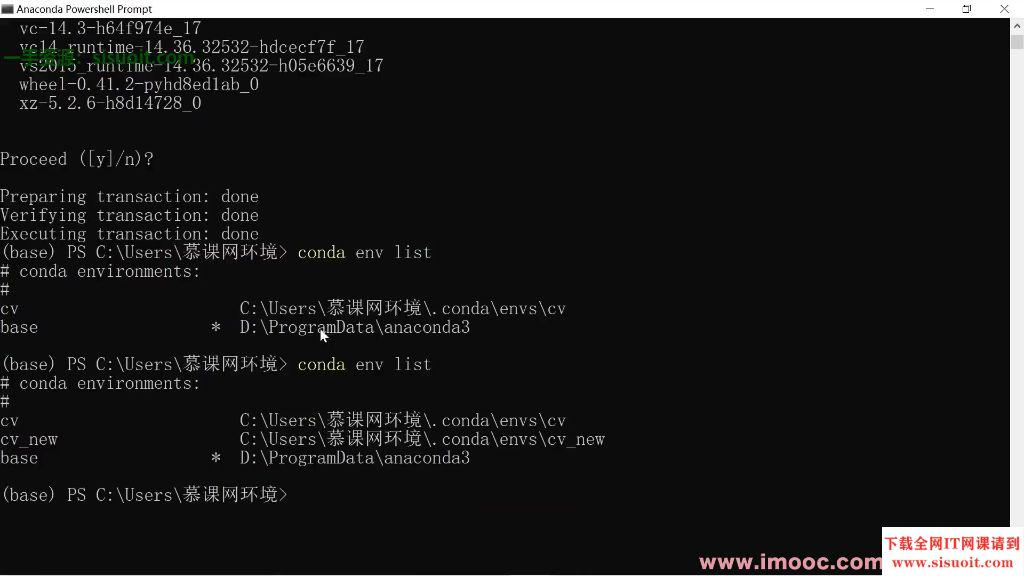 Anaconda Powershell Prompt
vc-14.3-h64f974e_17
vc14_runtime-14.36.32532-hdcecf7f_17
一手资源：sisuoit.com
vs2015_runtime-14.36.32532-h05e6639_17
wheel-0.41.2-pyhd8ed1ab_0
xz-5.2.6-h8d14728_0
Proceed ([y]/n)?
Preparing transaction: done
Verifying transaction: done
Executing transaction: done
(base) PS C:\Users\慕课网环境> conda env list
# conda environments:
#
cv C:\Users\慕课网环境\.conda\envs\cv
base * D:\ProgramData\anaconda3
(base) PS C:\Users\慕课网环境> conda env list
# conda environments:
#
cv C:\Users\慕课网环境\.conda\envs\cv
cv_new C:\Users\慕课网环境\.conda\envs\cv_new
base * D:\ProgramData\anaconda3
(base) PS C:\Users\慕课网环境>
下载全网IT网课请到
www.imooc.com
www.sisuoit.com